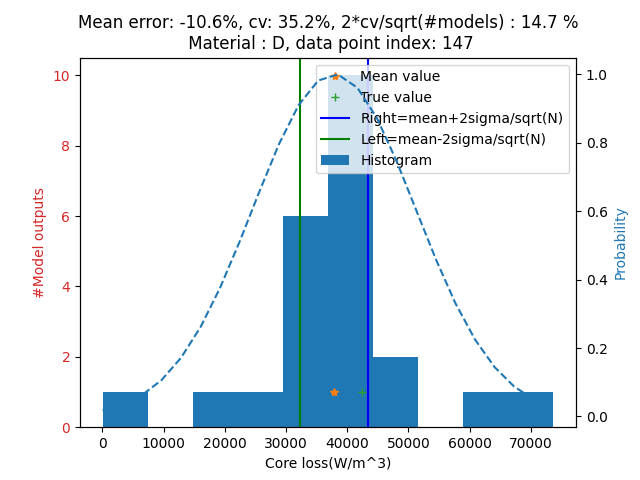 Mean error: -10.6%, cv: 35.2%, 2*cv/sqrt(#models) : 14.7 %
Material : D, data point index: 147
Mean value
True value
Right=mean+2sigma/sqrt(N)
Left=mean-2sigma/sqrt(N)
Histogram
#Model outputs
10
8
6
4
2
0
1.0
0.8
0.6
0.4
0.2
0.0
Probability
0 10000 20000 30000 40000 50000 60000 70000
Core loss(W/m^3)